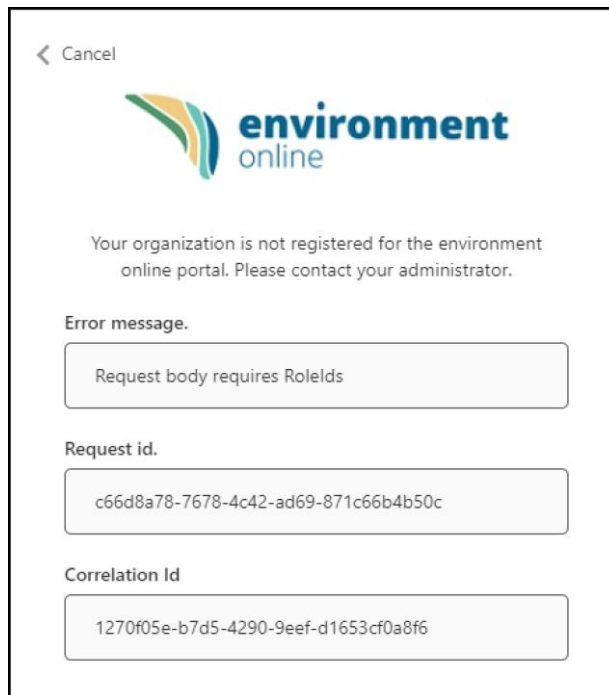 Cancel
environment
online
Your organization is not registered for the environment
online portal. Please contact your administrator.
Error message.
Request body requires RoleIds
Request id.
c66d8a78-7678-4c42-ad69-871c66b4b50c
Correlation Id
1270f05e-b7d5-4290-9eef-d1653cf0a8f6